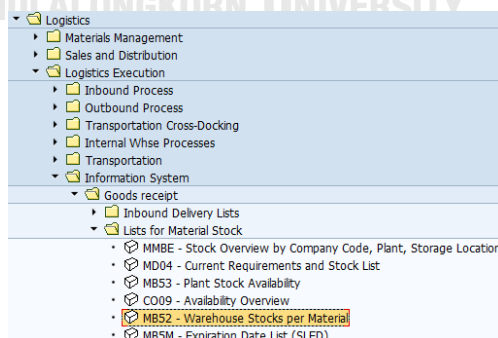 Logistics
Materials Management
Sales and Distribution
Logistics Execution
Inbound Process
Outbound Process
Transportation Cross-Docking
Internal Whse Processes
Transportation
Information System
Goods receipt
Inbound Delivery Lists
Lists for Material Stock
MMBE - Stock Overview by Company Code, Plant, Storage Location
MD04 - Current Requirements and Stock List
MB53 - Plant Stock Availability
CO09 - Availability Overview
MB52 - Warehouse Stocks per Material
MB5M - Expiration Date List (SLED)